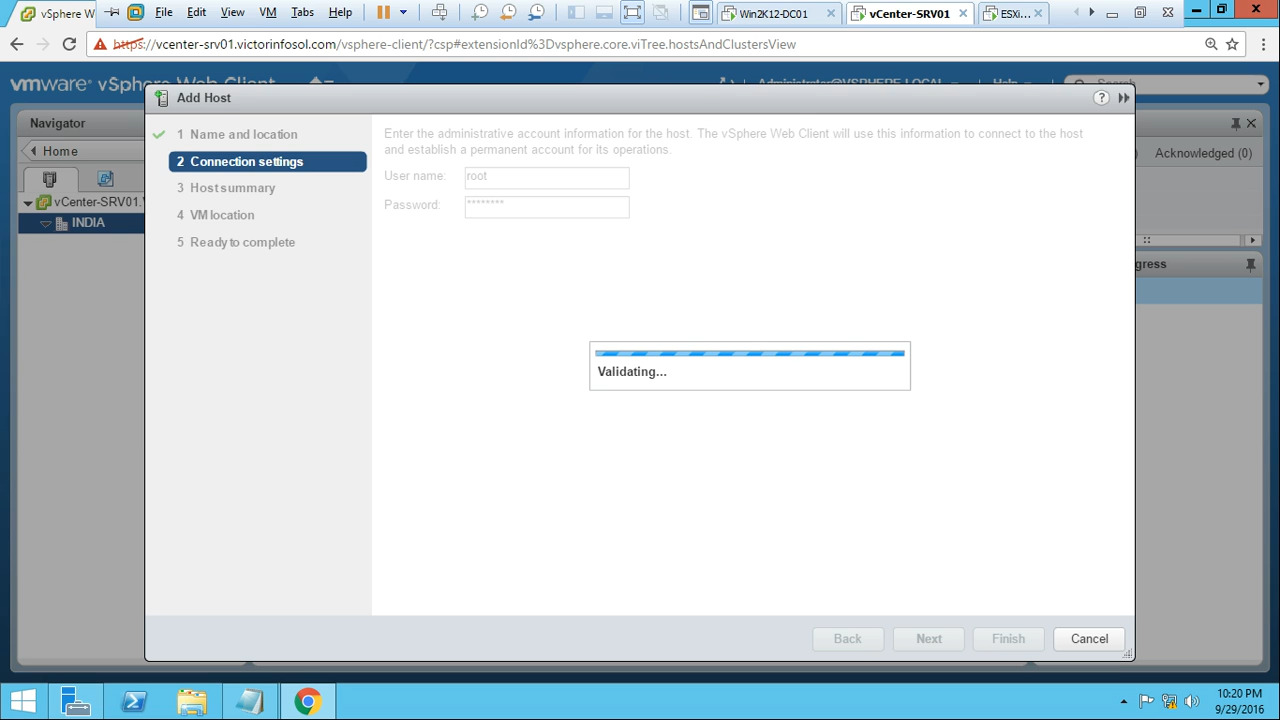 vSphere W
File Edit View VM Tabs Help
Win2K12-DC01
vCenter-SRV01
ESXi...
https://vcenter-srv01.victorinfosol.com/vsphere-client/?csp#extensionId%3Dvsphere.core.viTree.hostsAndClustersView
vmware® vSphere Web Client
Administrator@VSPHERE.LOCAL
Help
Search
Navigator
Home
vCenter-SRV01.
INDIA
Add Host
1 Name and location
2 Connection settings
3 Host summary
4 VM location
5 Ready to complete
Enter the administrative account information for the host. The vSphere Web Client will use this information to connect to the host
and establish a permanent account for its operations.
User name: root
Password: ********
Validating...
Back Next Finish Cancel
Acknowledged (0)
gress
10:20 PM
9/29/2016